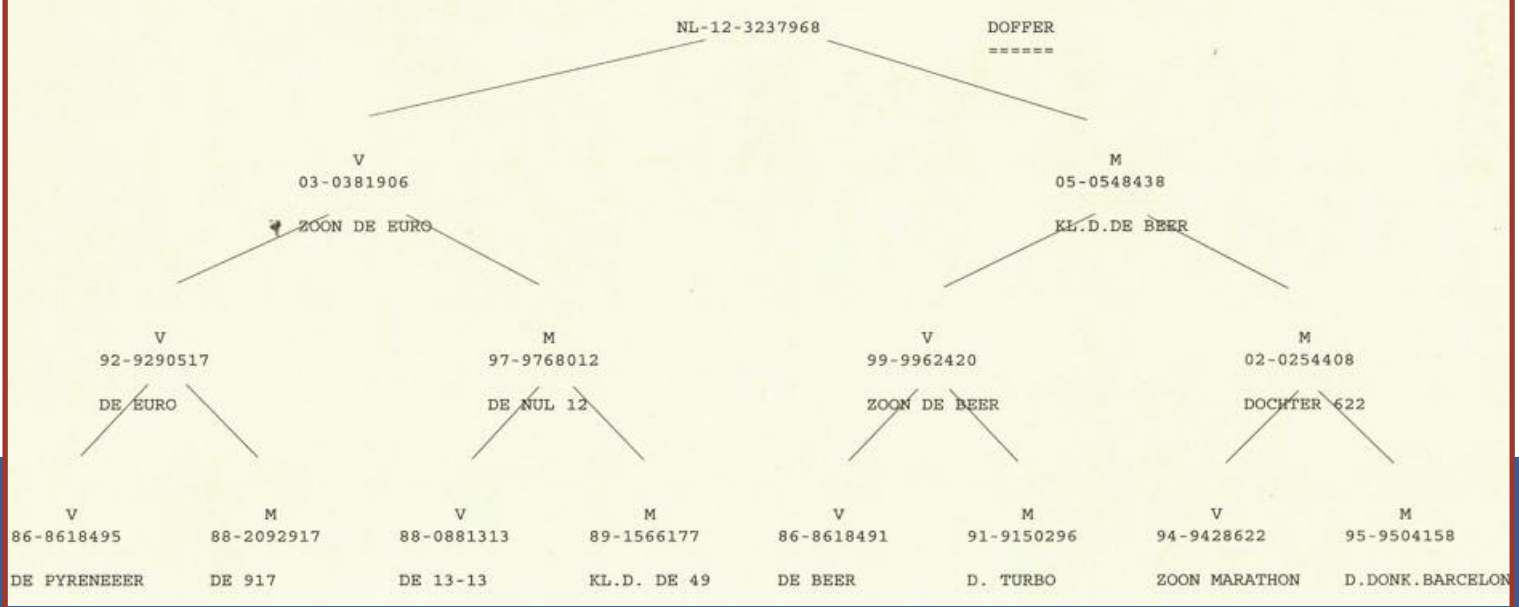 NL-12-3237968 DOFFER
======
V M
03-0381906 05-0548438
ZOON DE EURO KL.D.DE BEER
V M V M
92-9290517 97-9768012 99-9962420 02-0254408
DE EURO DE NUL 12 ZOON DE BEER DOCHTER 622
V M V M V M V M
86-8618495 88-2092917 88-0881313 89-1566177 86-8618491 91-9150296 94-9428622 95-9504158
DE PYRENEEER DE 917 DE 13-13 KL.D. DE 49 DE BEER D. TURBO ZOON MARATHON D.DONK.BARCELON